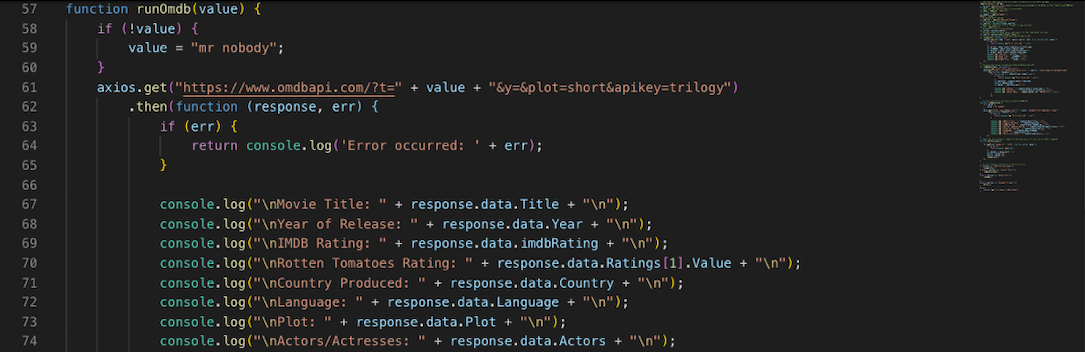 57 function runOmdb(value) {
58 if (!value) {
59 value = "mr nobody";
60 }
61 axios.get("https://www.omdbapi.com/?t=" + value + "&y=&plot=short&apikey=trilogy")
62 .then(function (response, err) {
63 if (err) {
64 return console.log('Error occurred: ' + err);
65 }
66
67 console.log("\nMovie Title: " + response.data.Title + "\n");
68 console.log("\nYear of Release: " + response.data.Year + "\n");
69 console.log("\nIMDB Rating: " + response.data.imdbRating + "\n");
70 console.log("\nRotten Tomatoes Rating: " + response.data.Ratings[1].Value + "\n");
71 console.log("\nCountry Produced: " + response.data.Country + "\n");
72 console.log("\nLanguage: " + response.data.Language + "\n");
73 console.log("\nPlot: " + response.data.Plot + "\n");
74 console.log("\nActors/Actresses: " + response.data.Actors + "\n");